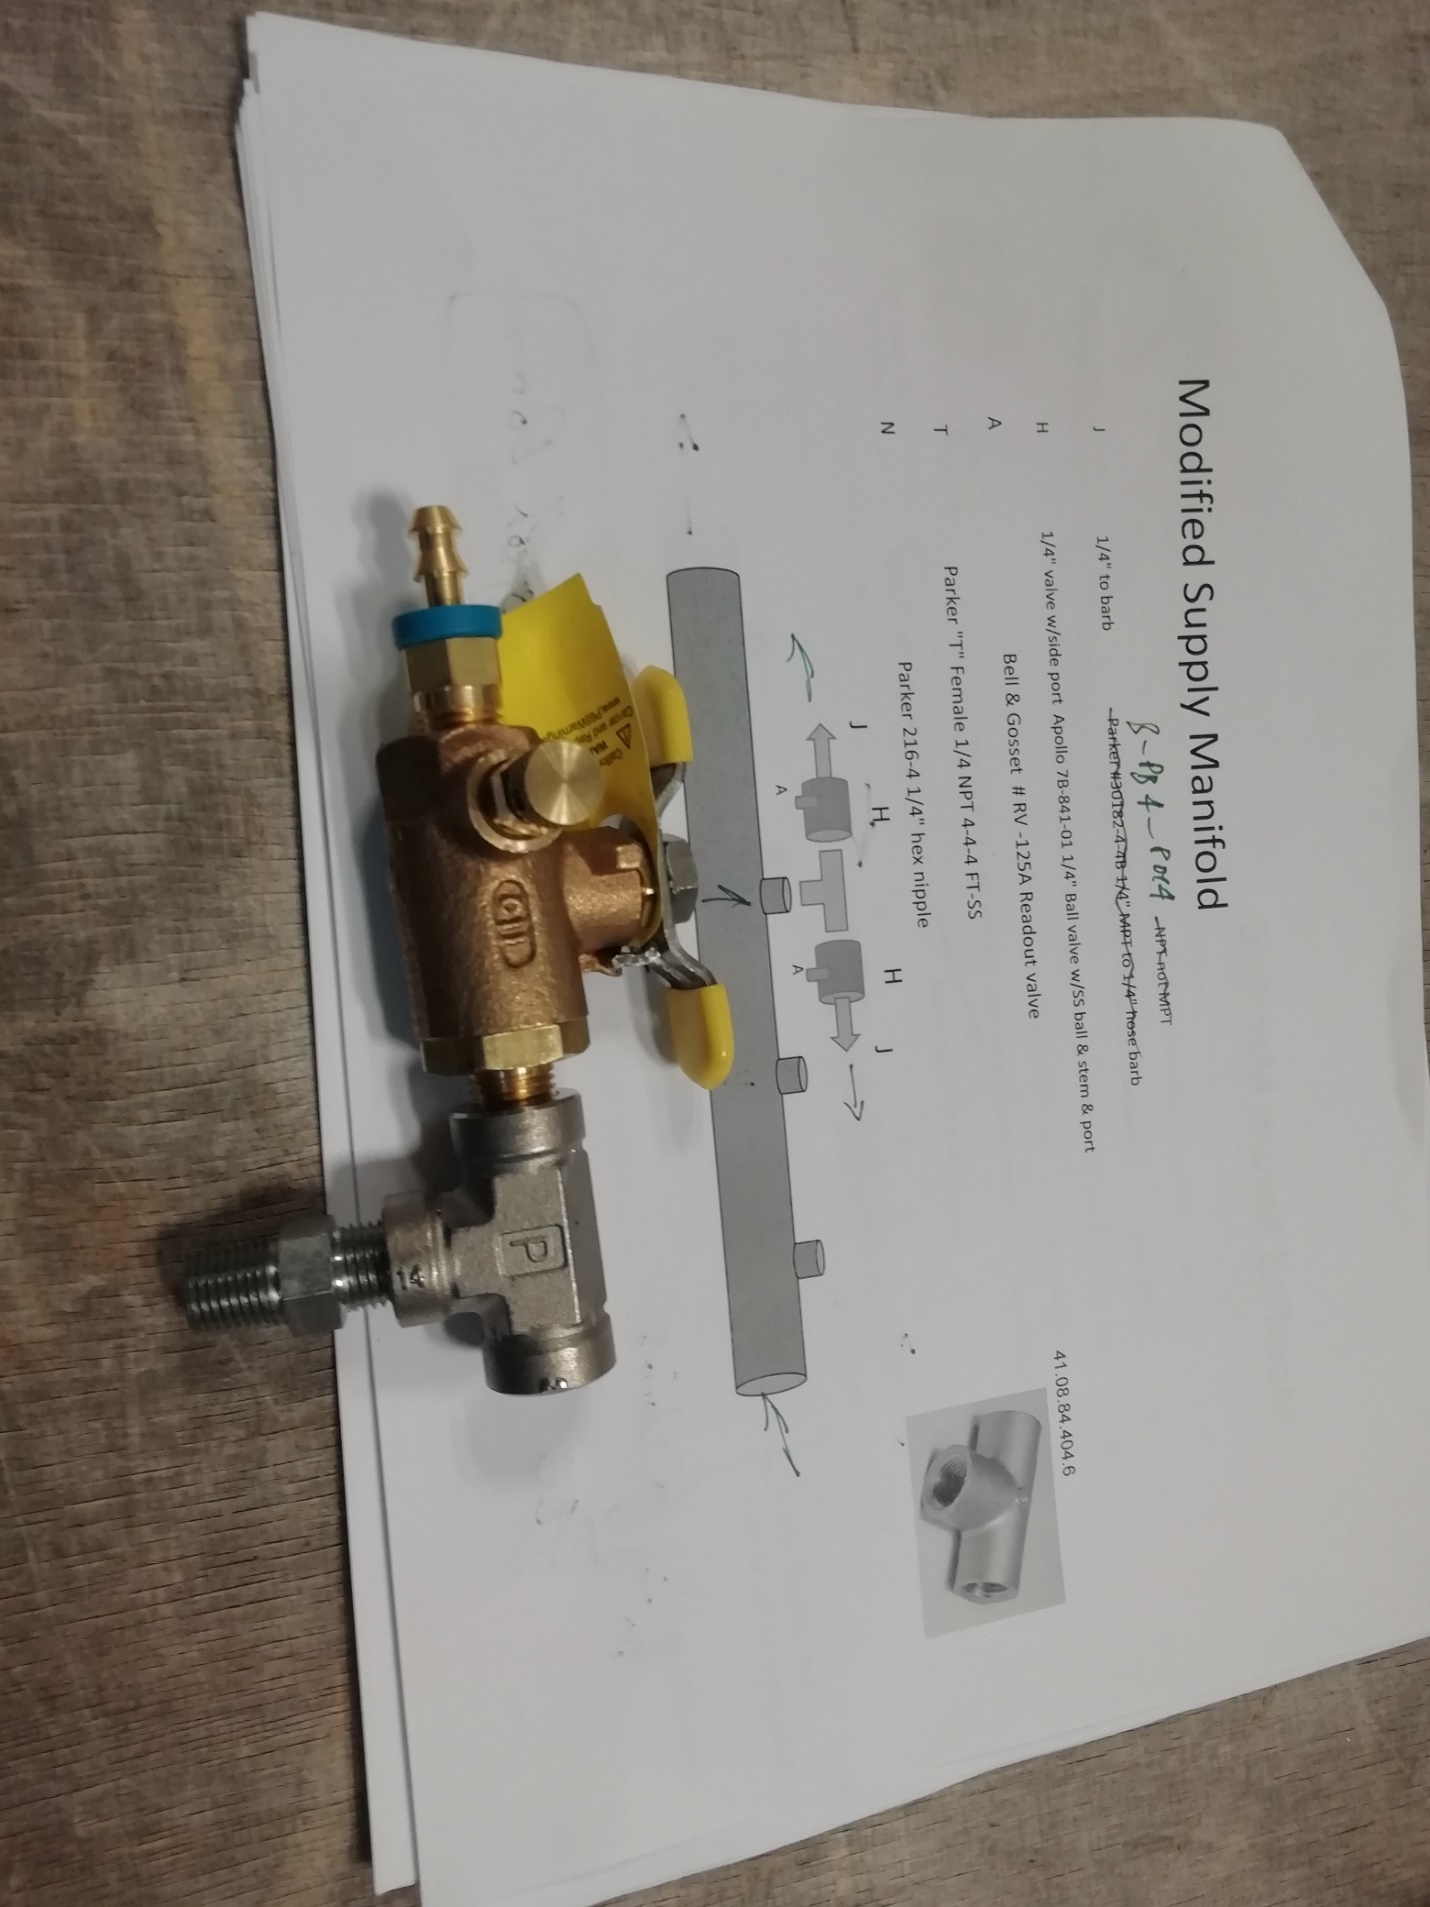 Modified Supply Manifold
41.08.84.404.6
B-PB4-PM4 NPT not MPT
J 1/4" to barb Parker #30182-4-4B 1/4" MPT to 1/4" hose barb
H 1/4" valve w/side port Apollo 7B-841-01 1/4" Ball valve w/SS ball & stem & port
A Bell & Gosset # RV -125A Readout valve
T Parker "T" Female 1/4 NPT 4-4-4 FT-SS
N Parker 216-4 1/4" hex nipple
J H H J
A A
P